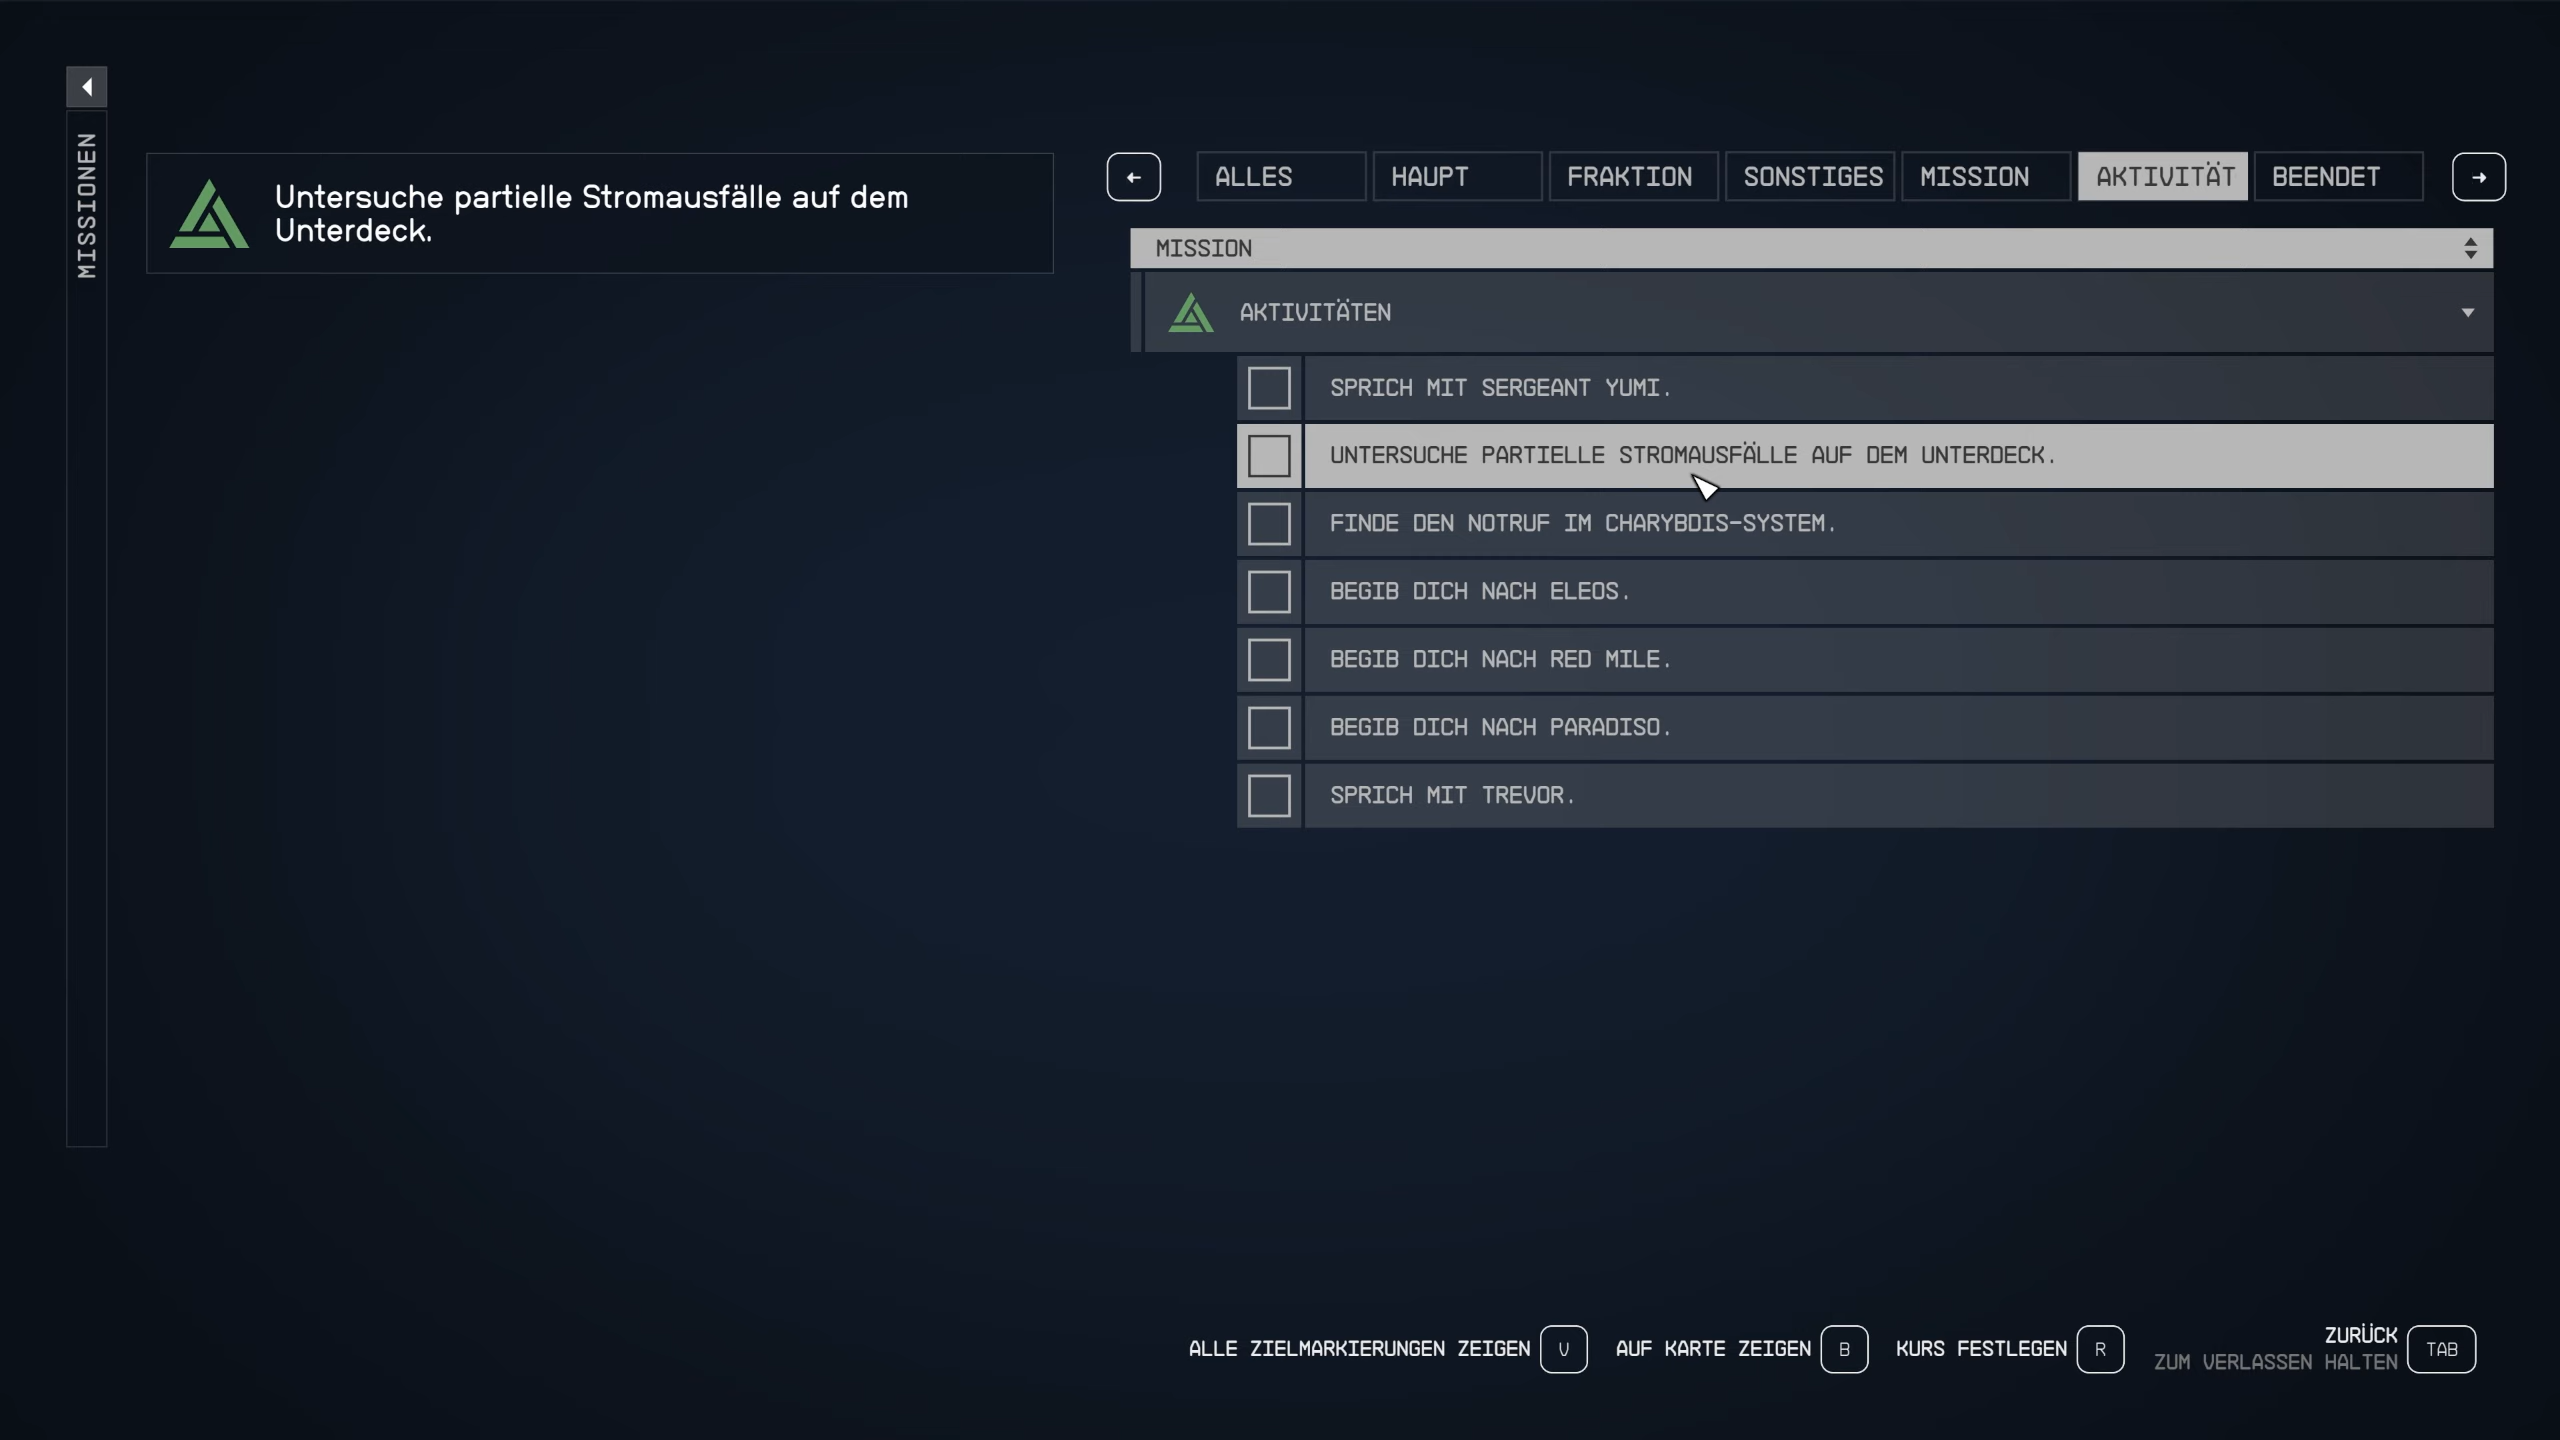 MISSIONEN
Untersuche partielle Stromausfälle auf dem
Unterdeck.
ALLES
HAUPT
FRAKTION
SONSTIGES
MISSION
AKTIVITÄT
BEENDET
MISSION
AKTIVITÄTEN
SPRICH MIT SERGEANT YUMI.
UNTERSUCHE PARTIELLE STROMAUSFÄLLE AUF DEM UNTERDECK.
FINDE DEN NOTRUF IM CHARYBDIS-SYSTEM.
BEGIB DICH NACH ELEOS.
BEGIB DICH NACH RED MILE.
BEGIB DICH NACH PARADISO.
SPRICH MIT TREVOR.
ALLE ZIELMARKIERUNGEN ZEIGEN V
AUF KARTE ZEIGEN B
KURS FESTLEGEN R
ZURÜCK
ZUM VERLASSEN HALTEN
TAB